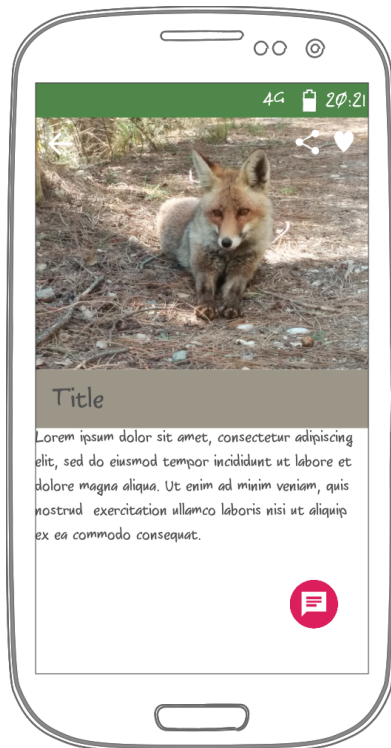 4G 20:21
Title
Lorem ipsum dolor sit amet, consectetur adipiscing
elit, sed do eiusmod tempor incididunt ut labore et
dolore magna aliqua. Ut enim ad minim veniam, quis
nostrud exercitation ullamco laboris nisi ut aliquip
ex ea commodo consequat.